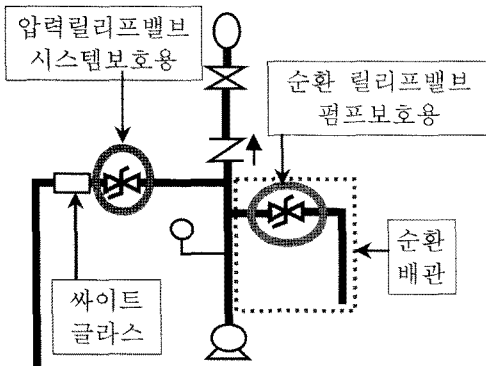 압력릴리프밸브
시스템보호용
순환 릴리프밸브
펌프보호용
순환
배관
싸이트
글라스